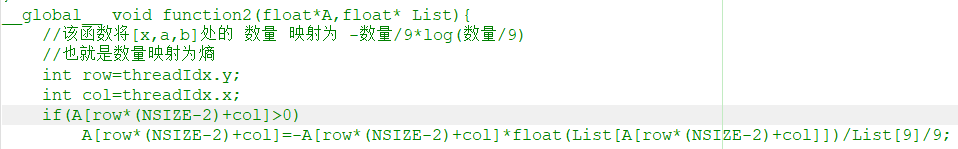 __global__ void function2(float*A,float* List){
//该函数将[x,a,b]处的 数量 映射为 -数量/9*log(数量/9)
//也就是数量映射为熵
int row=threadIdx.y;
int col=threadIdx.x;
if(A[row*(NSIZE-2)+col]>0)
A[row*(NSIZE-2)+col]=-A[row*(NSIZE-2)+col]*float(List[A[row*(NSIZE-2)+col]])/List[9]/9;